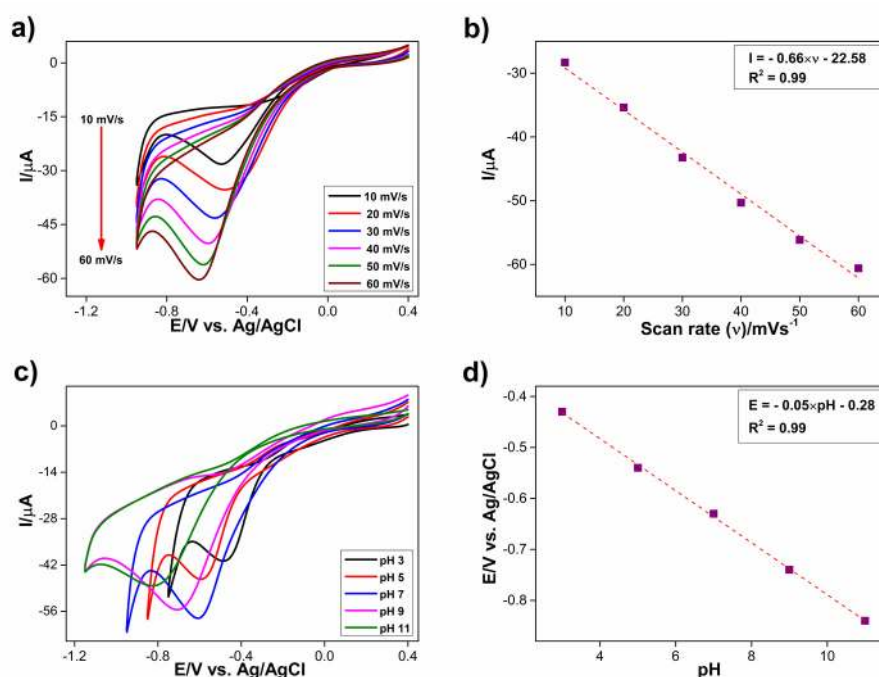 a)
I/µA
0
-15
-30
-45
-60
10 mV/s
60 mV/s
10 mV/s
20 mV/s
30 mV/s
40 mV/s
50 mV/s
60 mV/s
-1.2
-0.8
-0.4
0.0
0.4
E/V vs. Ag/AgCl
b)
I = - 0.66×ν - 22.58
R² = 0.99
I/µA
-30
-40
-50
-60
10
20
30
40
50
60
Scan rate (ν)/mVs⁻¹
c)
I/µA
0
-14
-28
-42
-56
pH 3
pH 5
pH 7
pH 9
pH 11
-1.2
-0.8
-0.4
0.0
0.4
E/V vs. Ag/AgCl
d)
E = - 0.05×pH - 0.28
R² = 0.99
E/V vs. Ag/AgCl
-0.4
-0.5
-0.6
-0.7
-0.8
4
6
8
10
pH